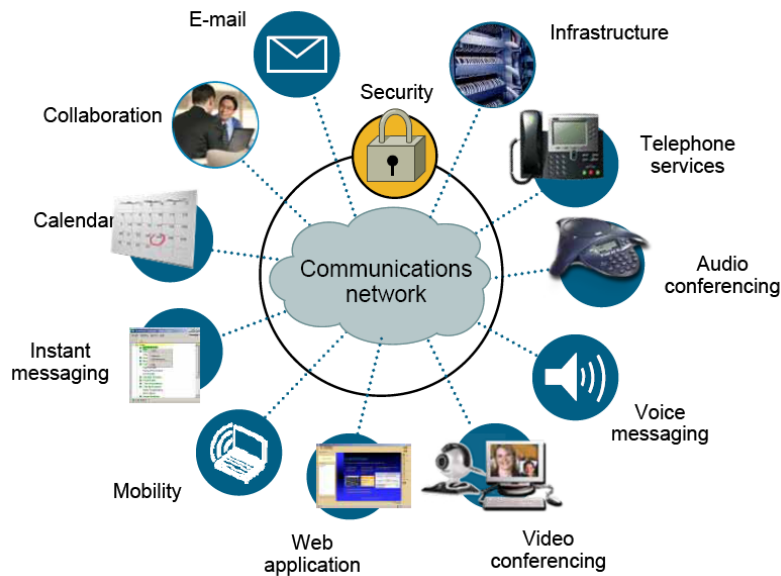 E-mail
Infrastructure
Security
Collaboration
Telephone
services
Calendar
Communications
network
Audio
conferencing
Instant
messaging
Voice
messaging
Mobility
Web
application
Video
conferencing